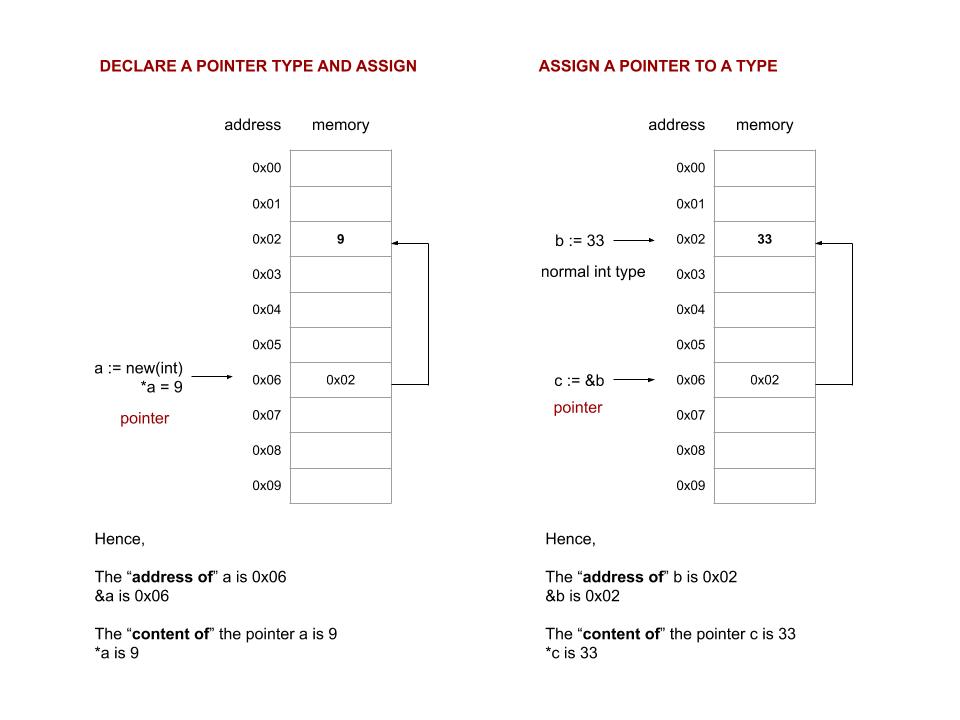 DECLARE A POINTER TYPE AND ASSIGN
address memory
0x00
0x01
0x02 9
0x03
0x04
0x05
a := new(int)
*a = 9
0x06 0x02
pointer
0x07
0x08
0x09
Hence,
The “address of” a is 0x06
&a is 0x06
The “content of” the pointer a is 9
*a is 9
ASSIGN A POINTER TO A TYPE
address memory
0x00
0x01
b := 33 0x02 33
normal int type 0x03
0x04
0x05
c := &b 0x06 0x02
pointer 0x07
0x08
0x09
Hence,
The “address of” b is 0x02
&b is 0x02
The “content of” the pointer c is 33
*c is 33